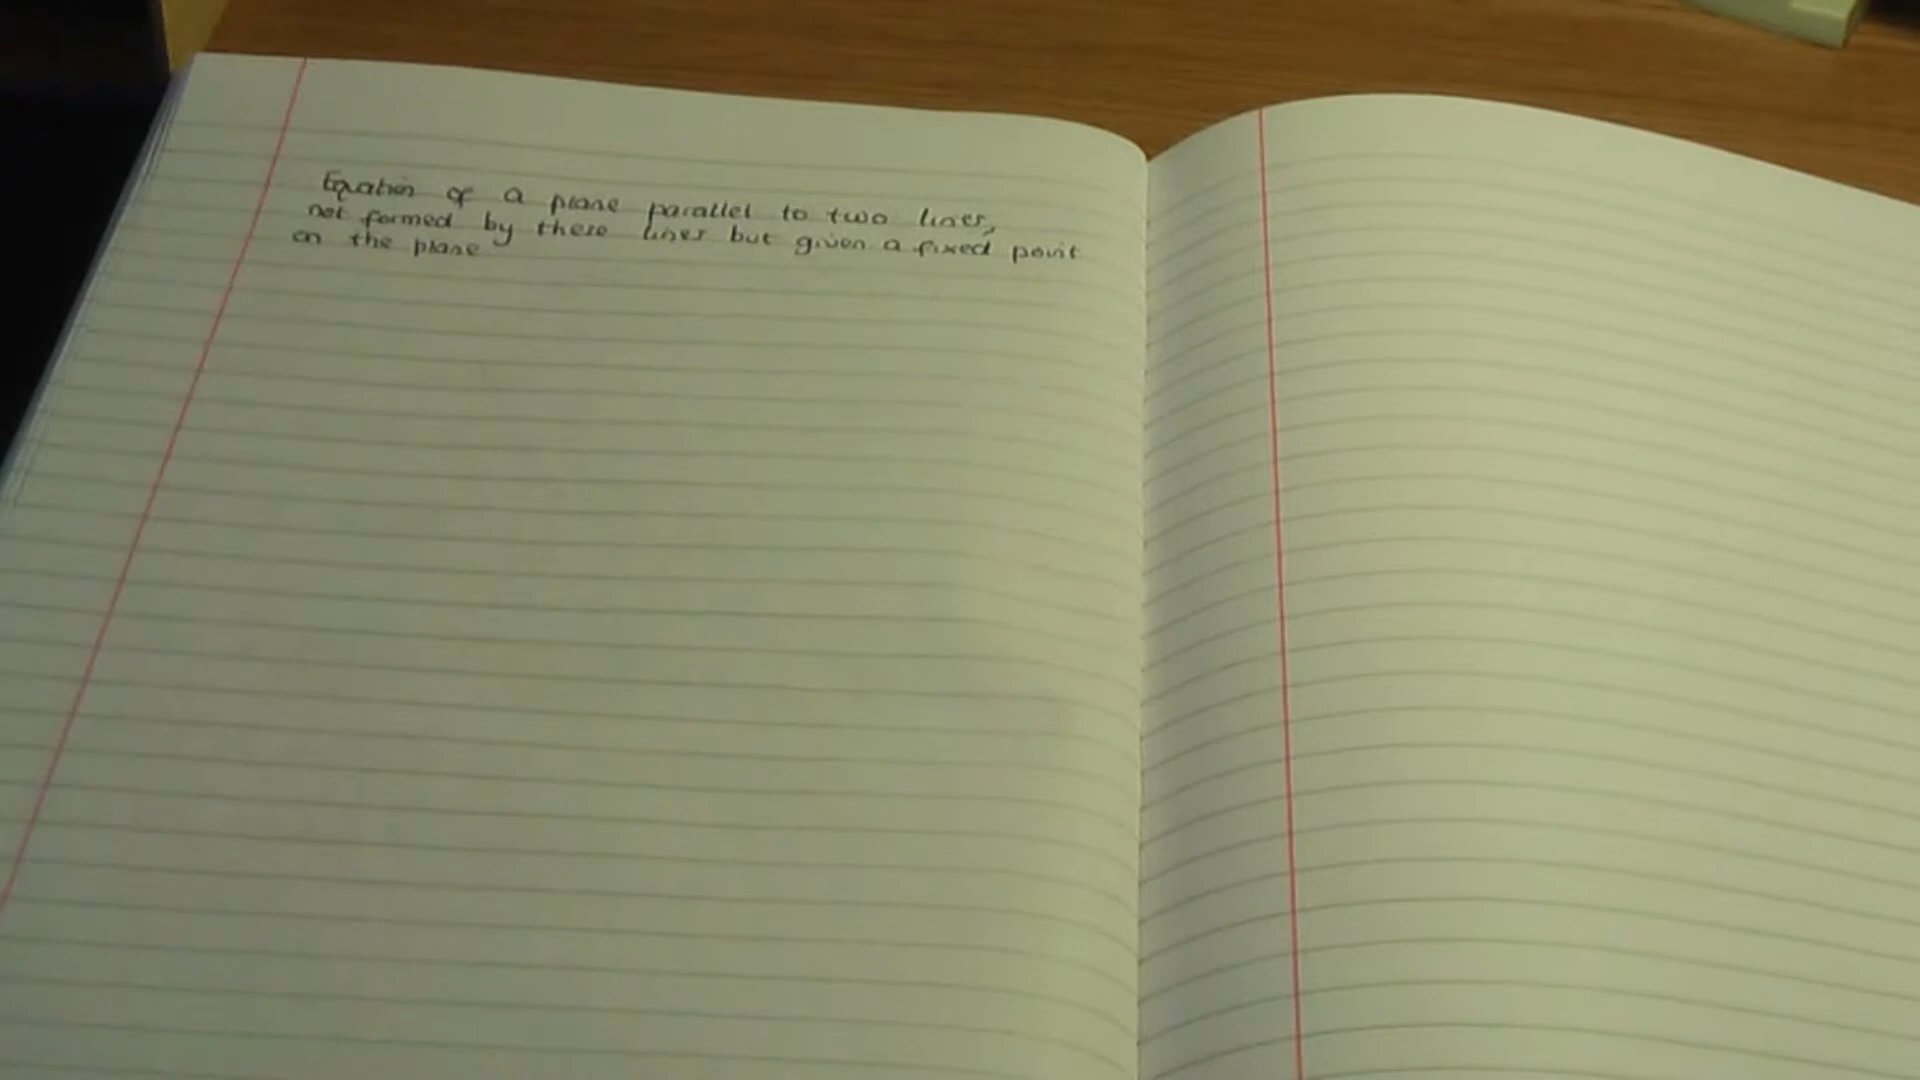 Equation of a plane parallel to two lines,
not formed by these lines but given a fixed point
on the plane